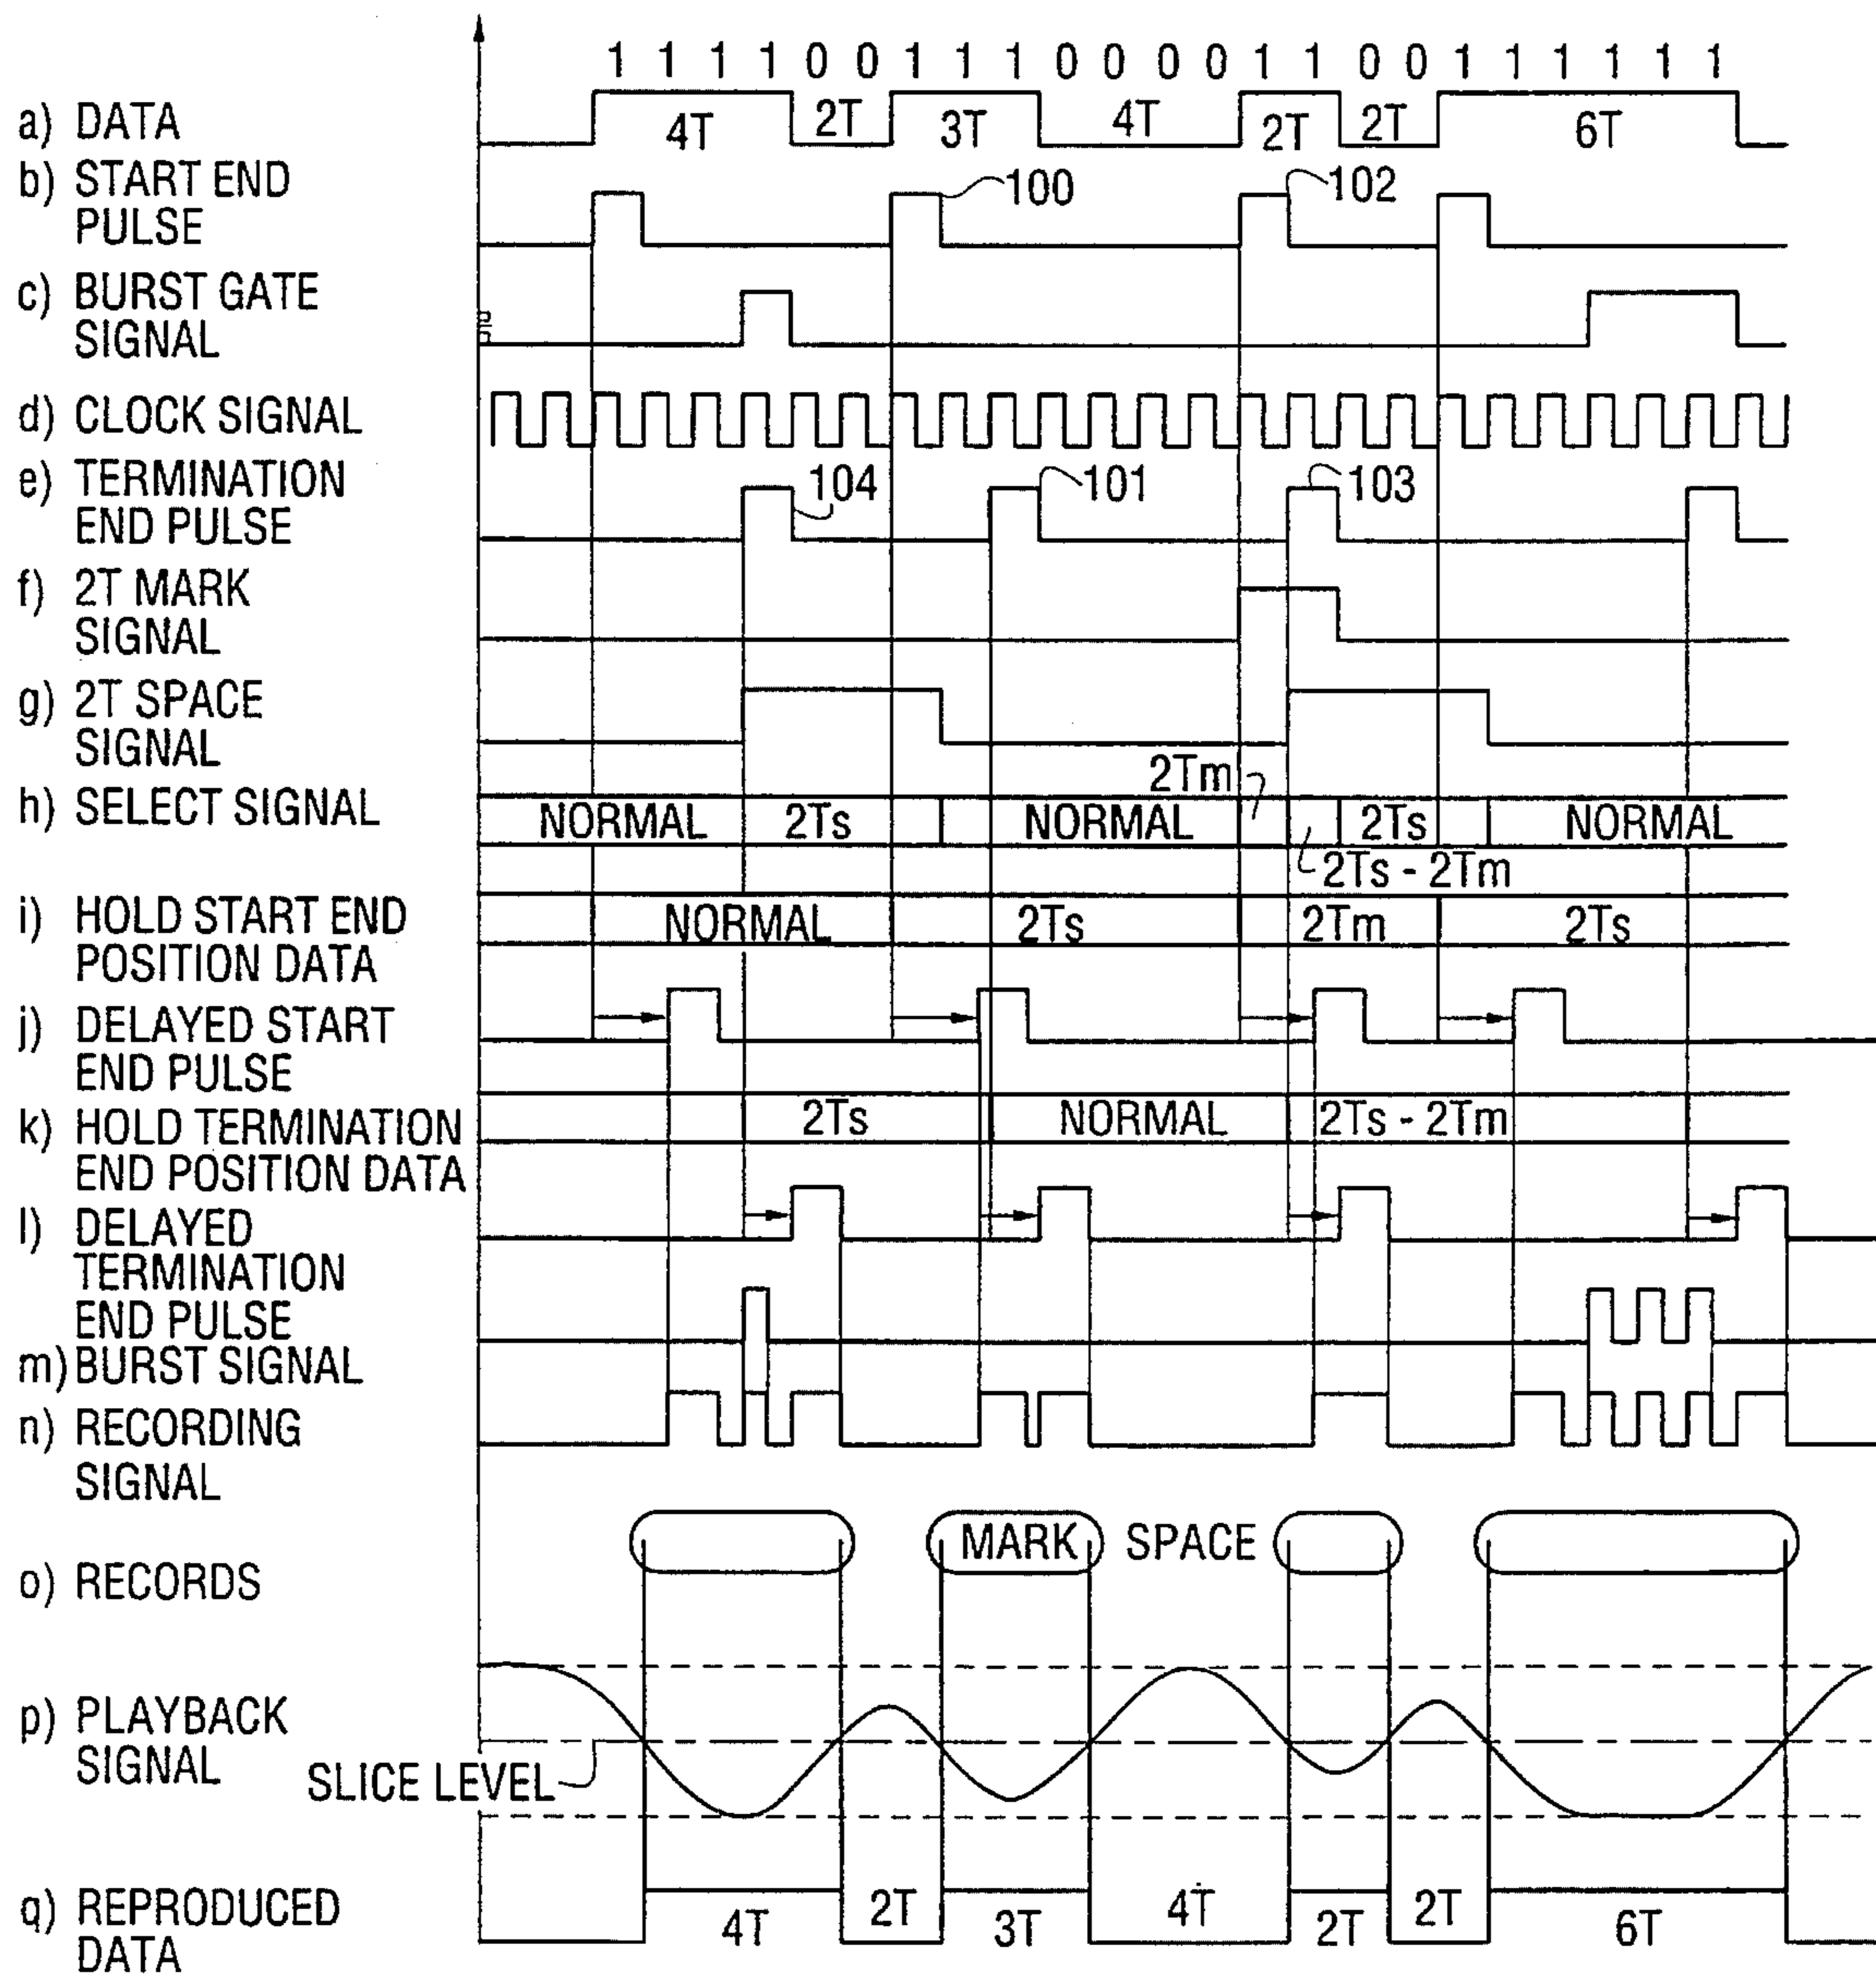 1 1 1 1 0 0 1 1 1 0 0 0 0 1 1 0 0 1 1 1 1 1 1
a) DATA
4T 2T 3T 4T 2T 2T 6T
b) START END
PULSE
100 102
c) BURST GATE
SIGNAL
d) CLOCK SIGNAL
e) TERMINATION
END PULSE
104 101 103
f) 2T MARK
SIGNAL
g) 2T SPACE
SIGNAL
2Tm
h) SELECT SIGNAL
NORMAL 2Ts NORMAL 2Ts NORMAL
2Ts - 2Tm
i) HOLD START END
POSITION DATA
NORMAL 2Ts 2Tm 2Ts
j) DELAYED START
END PULSE
k) HOLD TERMINATION
END POSITION DATA
2Ts NORMAL 2Ts - 2Tm
l) DELAYED
TERMINATION
END PULSE
m) BURST SIGNAL
n) RECORDING
SIGNAL
MARK SPACE
o) RECORDS
p) PLAYBACK
SIGNAL
SLICE LEVEL
q) REPRODUCED
DATA
4T 2T 3T 4T 2T 2T 6T